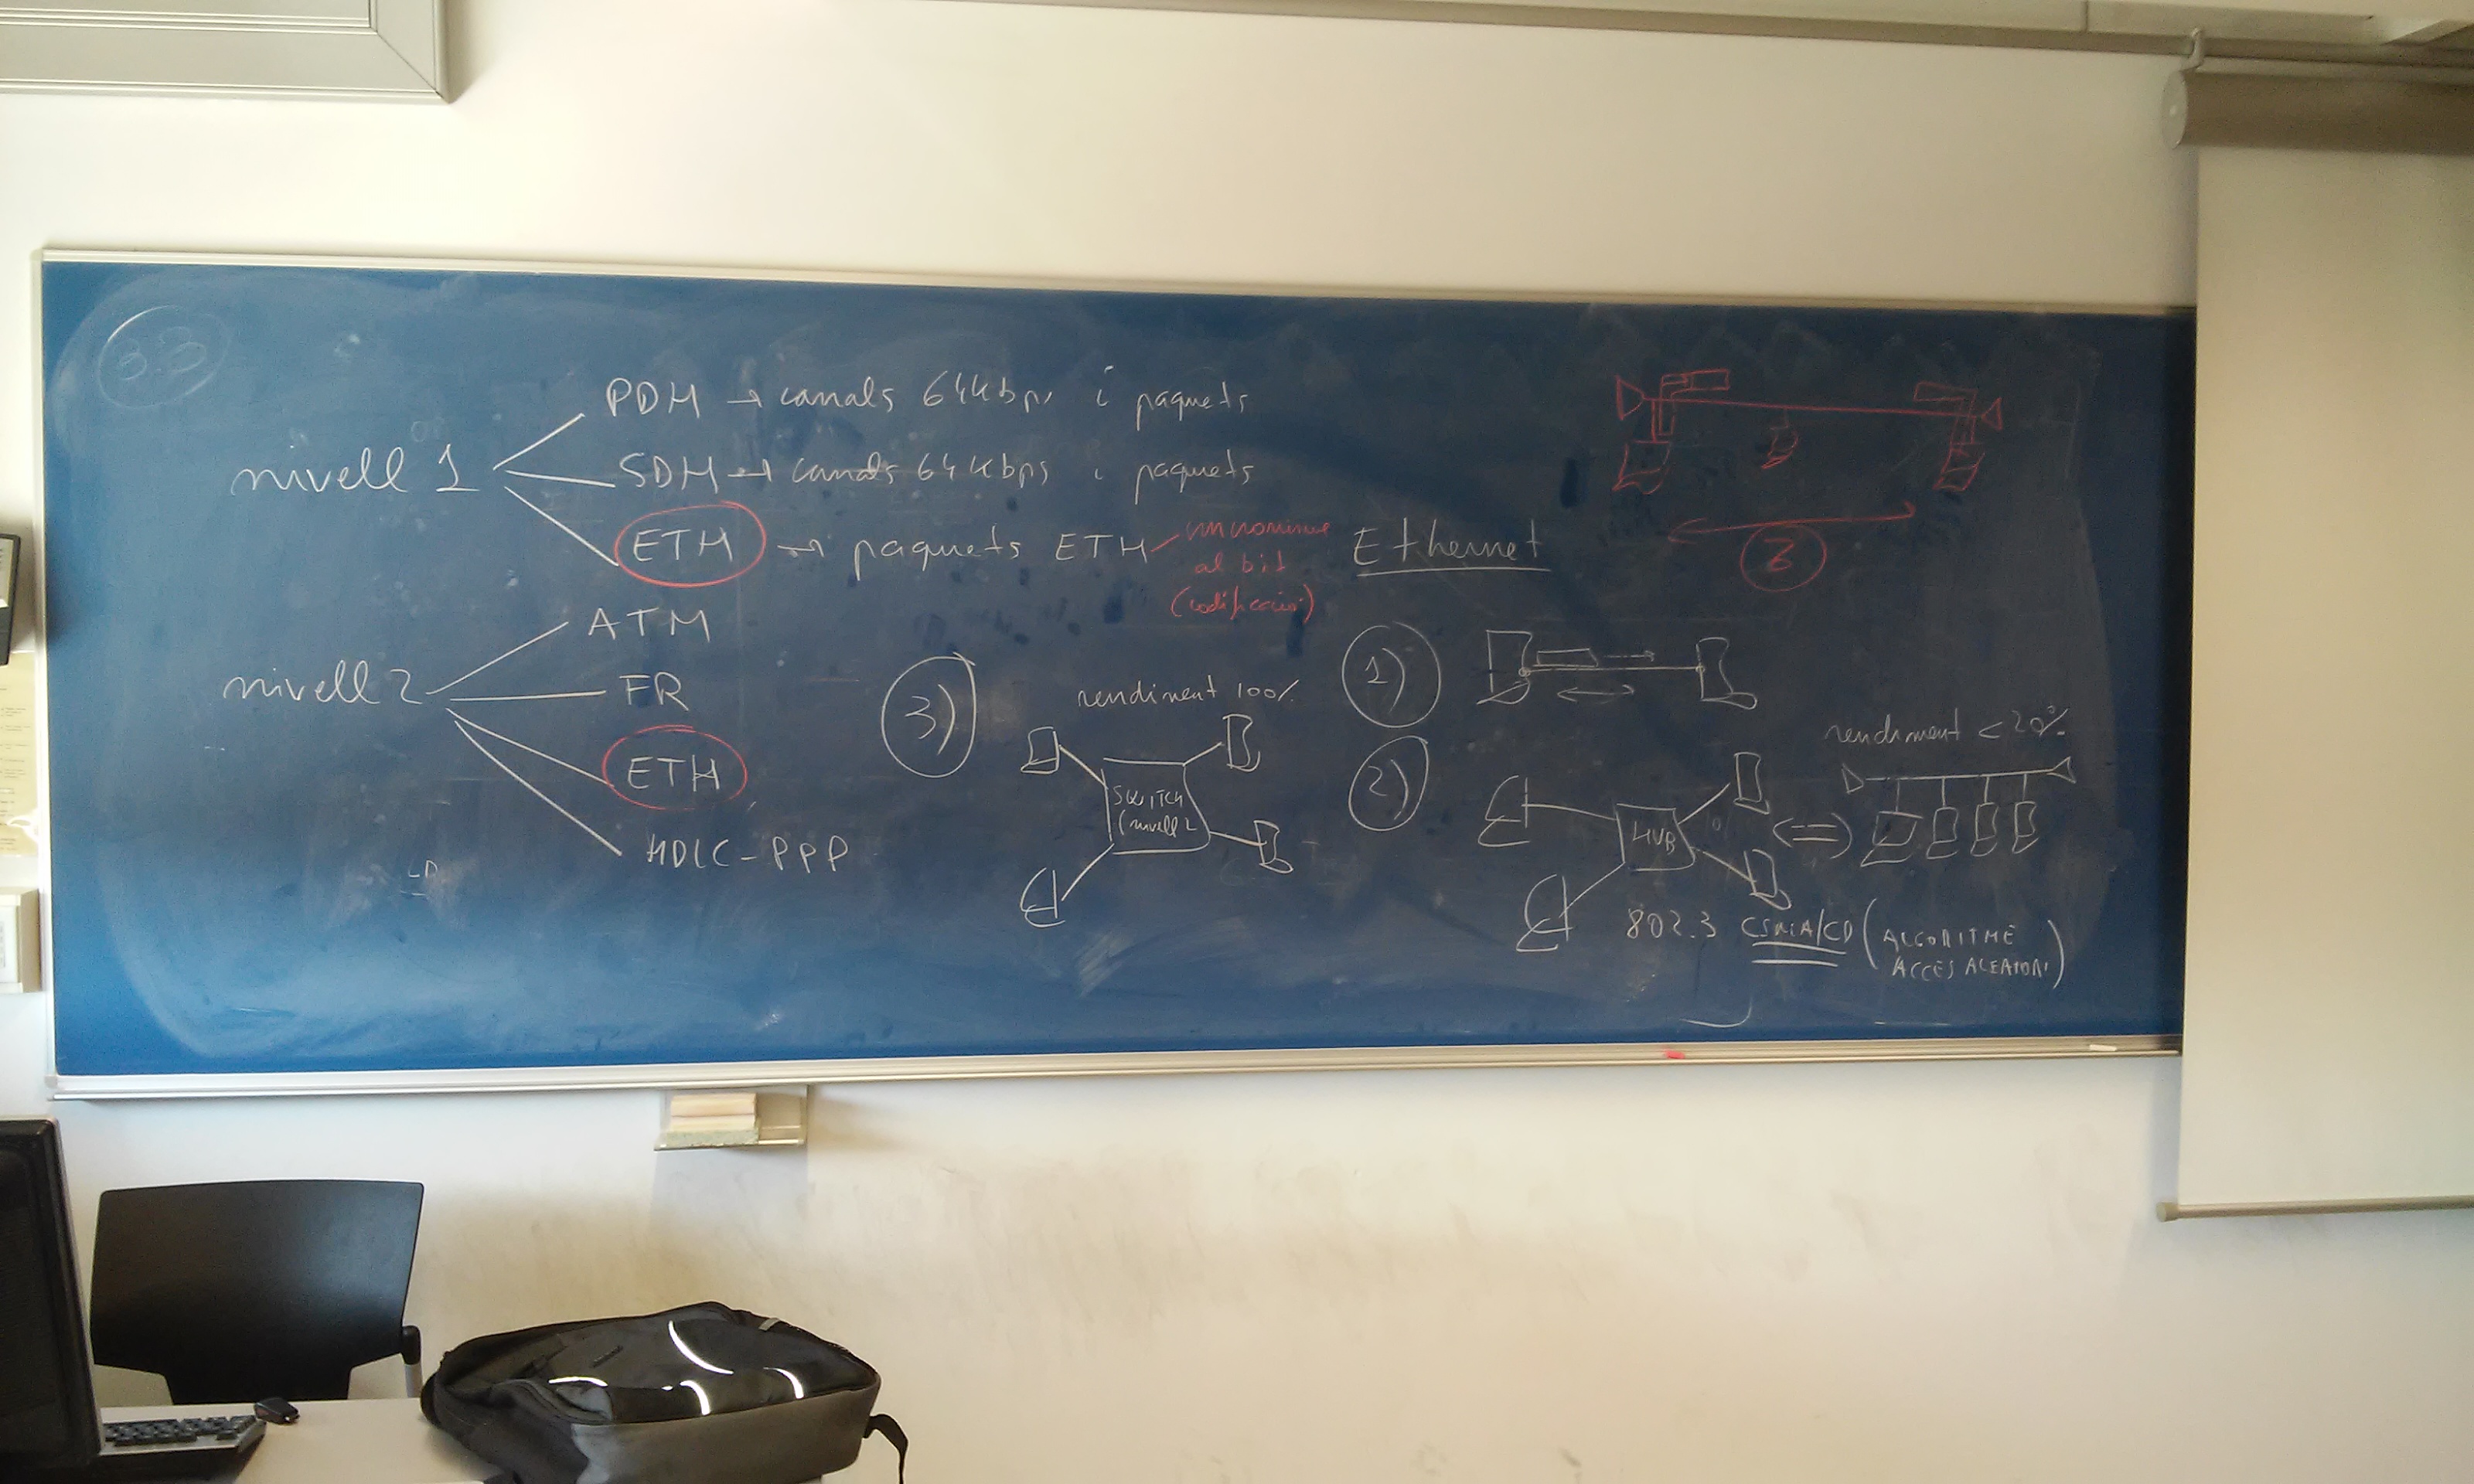 3.3
nivell 1
PDH → canals 64kbps i paquets
SDH → canals 64kbps i paquets
ETH → paquets ETH
al bit
(codificació)
nivell 2
ATM
FR
ETH
HDLC-PPP
Ethernet
1)
2)
HUB
rendiment < 20%
802.3 CSMA/CD (ALGORITME
ACCÉS ALEATORI)
3)
rendiment 100%
SWITCH
(nivell 2